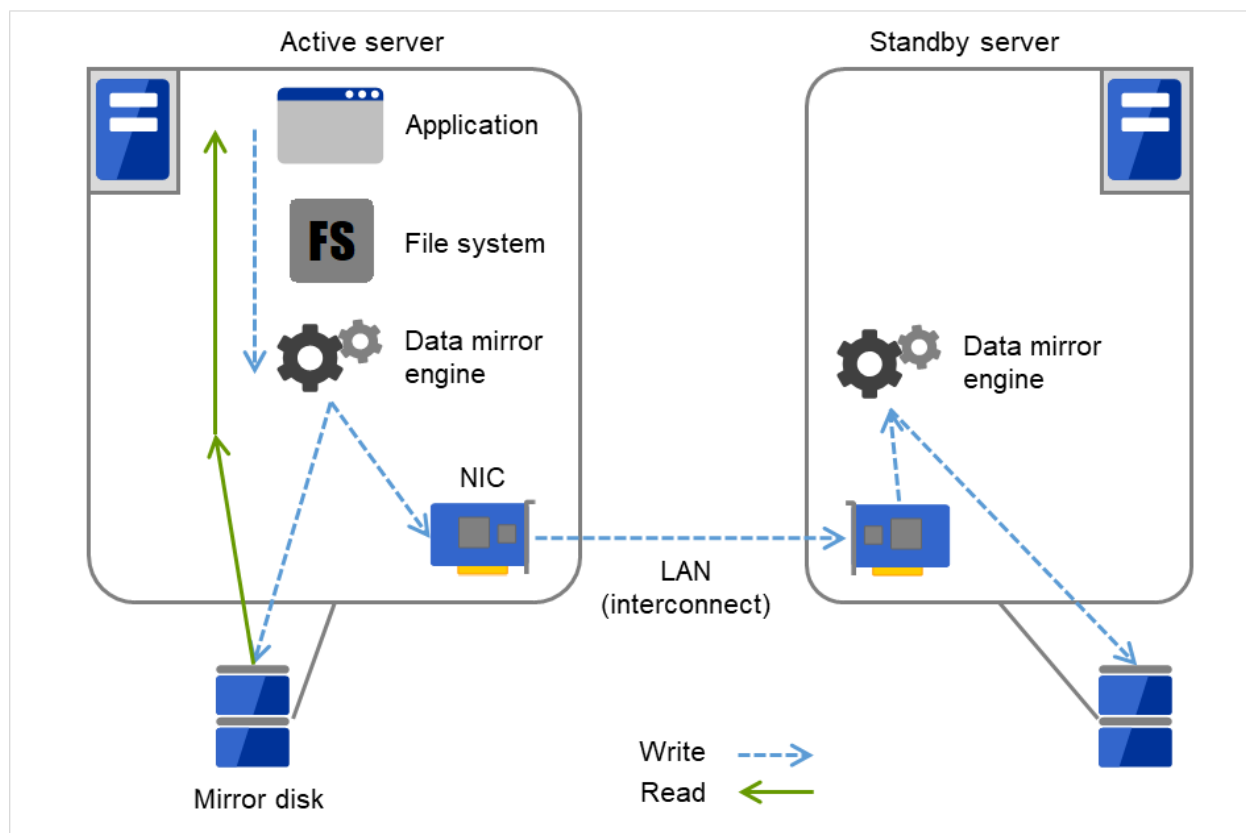 Active server
Standby server
Application
FS
File system
Data mirror
engine
Data mirror
engine
NIC
LAN
(interconnect)
Mirror disk
Write
Read